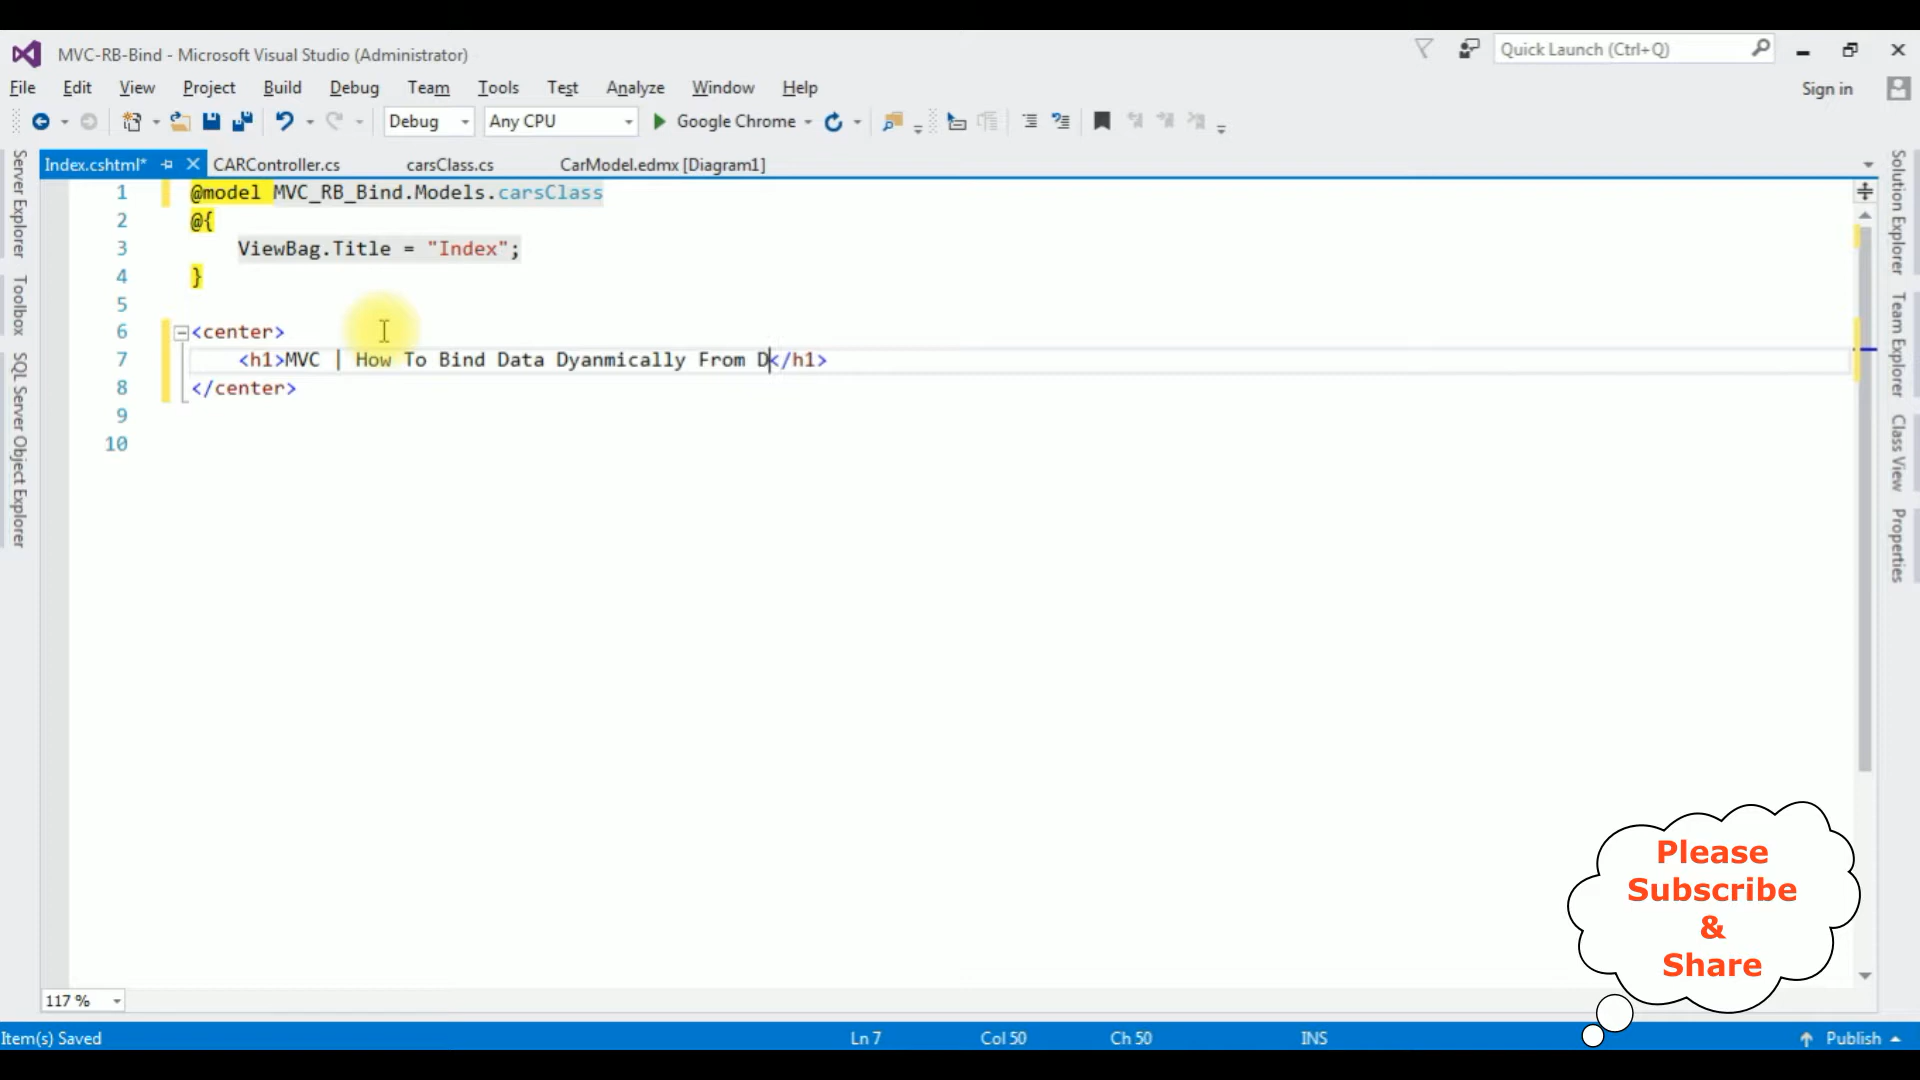 MVC-RB-Bind - Microsoft Visual Studio (Administrator)
Quick Launch (Ctrl+Q)
File Edit View Project Build Debug Team Tools Test Analyze Window Help
Sign in
Debug Any CPU Google Chrome
Index.cshtml* CARController.cs carsClass.cs CarModel.edmx [Diagram1]
1 @model MVC_RB_Bind.Models.carsClass
2 @{
3 ViewBag.Title = "Index";
4 }
5
6 <center>
7 <h1>MVC | How To Bind Data Dyanmically From D</h1>
8 </center>
9
10
Server Explorer
Toolbox
SQL Server Object Explorer
Solution Explorer
Team Explorer
Class View
Properties
Please
Subscribe
&
Share
117 %
Item(s) Saved Ln 7 Col 50 Ch 50 INS Publish